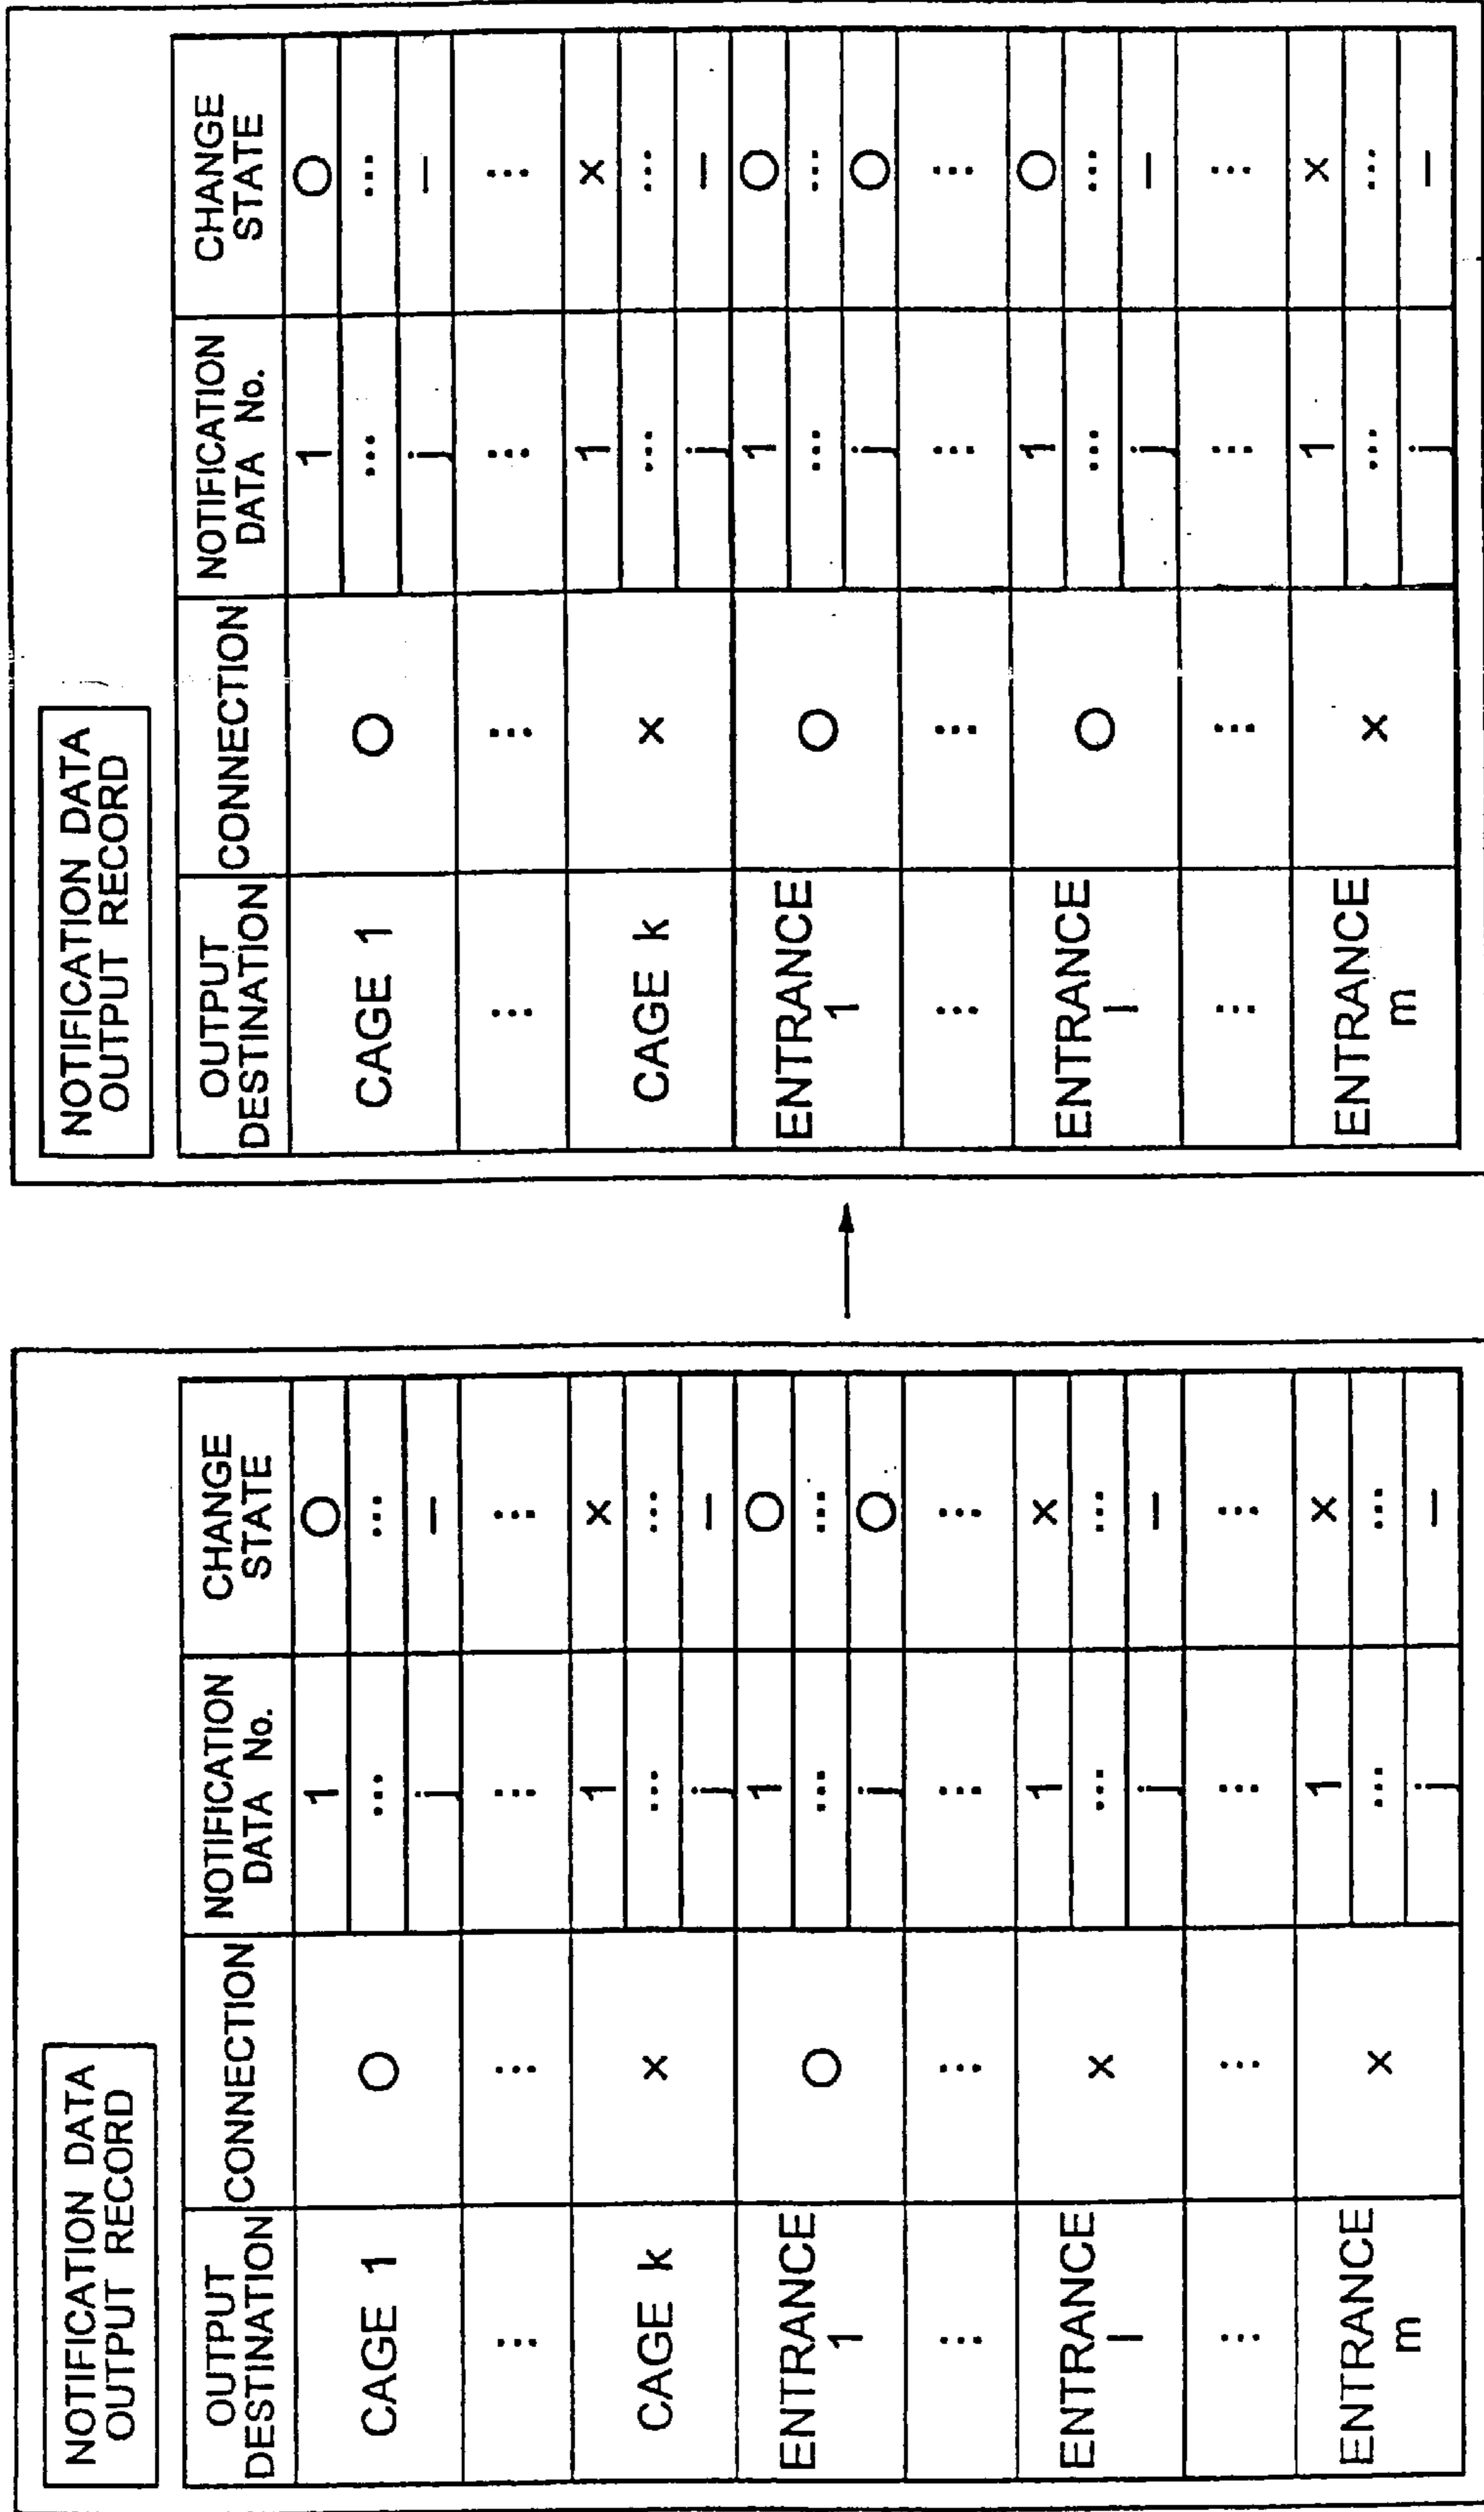 NOTIFICATION DATA
OUTPUT RECORD
OUTPUT DESTINATION CONNECTION NOTIFICATION DATA No. CHANGE STATE
CAGE 1 ○ 1 ○
... ...
j —
... ... ... ...
CAGE k × 1 ×
... ...
j —
ENTRANCE 1 ○ 1 ○
... ...
j ○
... ... ... ...
ENTRANCE l × 1 ×
... ...
j —
... ... ... ...
ENTRANCE m × 1 ×
... ...
j —
→
NOTIFICATION DATA
OUTPUT RECORD
OUTPUT DESTINATION CONNECTION NOTIFICATION DATA No. CHANGE STATE
CAGE 1 ○ 1 ○
... ...
j —
... ... ... ...
CAGE k × 1 ×
... ...
j —
ENTRANCE 1 ○ 1 ○
... ...
j ○
... ... ... ...
ENTRANCE l ○ 1 ○
... ...
j —
... ... ... ...
ENTRANCE m × 1 ×
... ...
j —